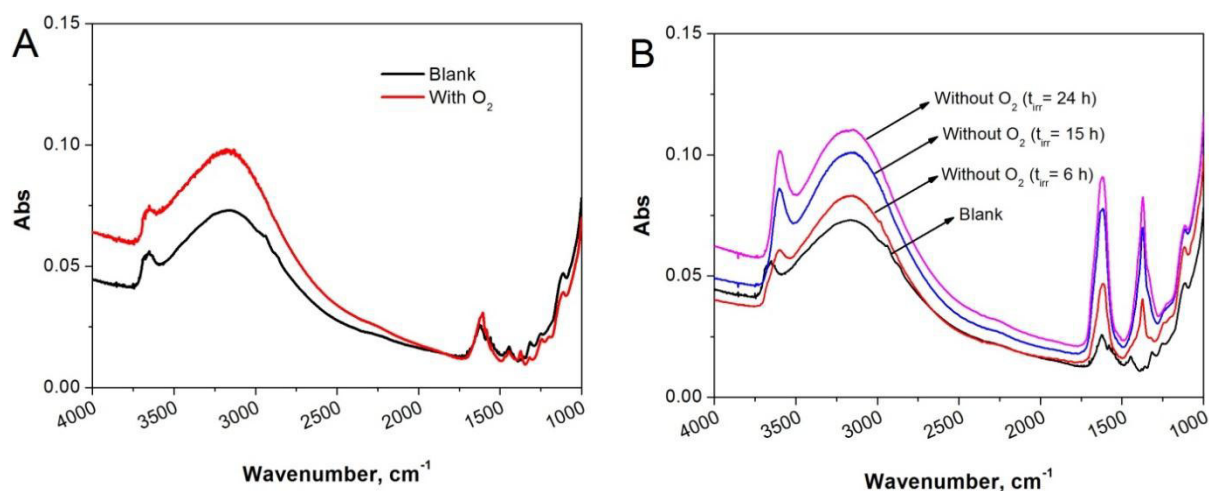 A
0.15
0.10
0.05
0.00
Abs
Blank
With O₂
4000
3500
3000
2500
2000
1500
1000
Wavenumber, cm⁻¹
B
0.15
0.10
0.05
0.00
Abs
Without O₂ (tᵢᵣᵣ= 24 h)
Without O₂ (tᵢᵣᵣ= 15 h)
Without O₂ (tᵢᵣᵣ= 6 h)
Blank
4000
3500
3000
2500
2000
1500
1000
Wavenumber, cm⁻¹